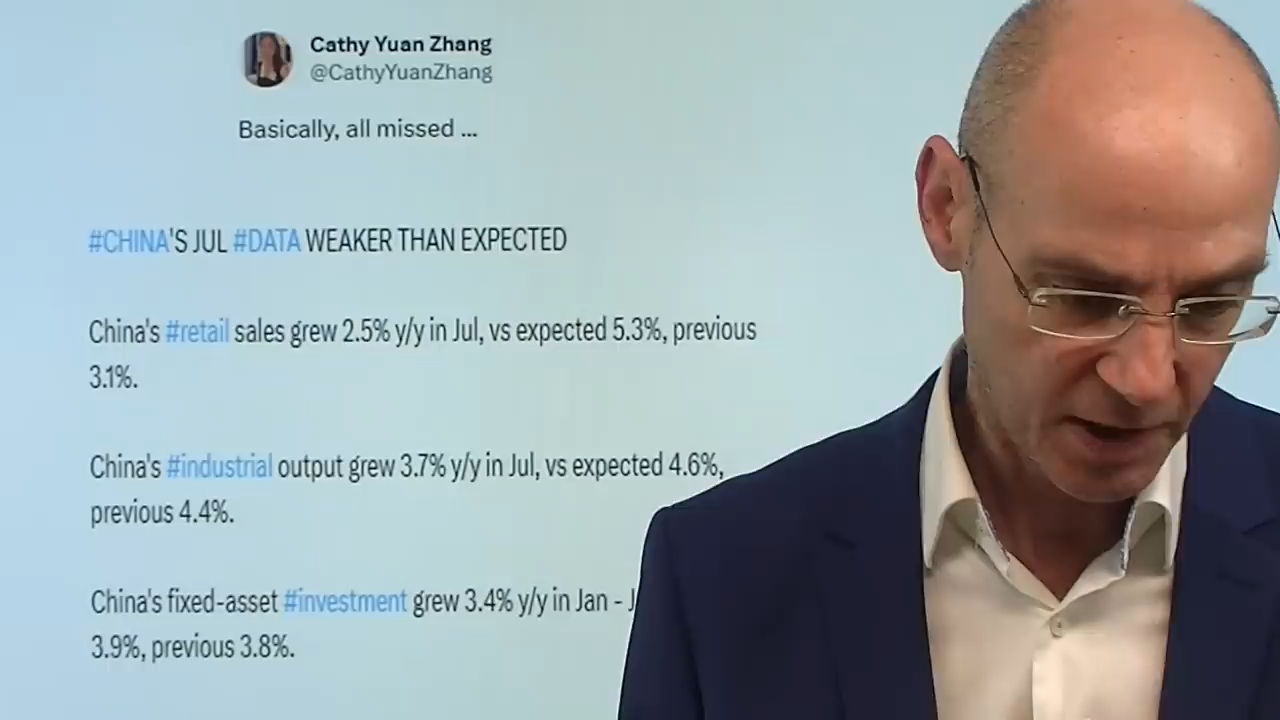 Cathy Yuan Zhang
@CathyYuanZhang
Basically, all missed ...
#CHINA'S JUL #DATA WEAKER THAN EXPECTED
China's #retail sales grew 2.5% y/y in Jul, vs expected 5.3%, previous
3.1%.
China's #industrial output grew 3.7% y/y in Jul, vs expected 4.6%,
previous 4.4%.
China's fixed-asset #investment grew 3.4% y/y in Jan -
3.9%, previous 3.8%.